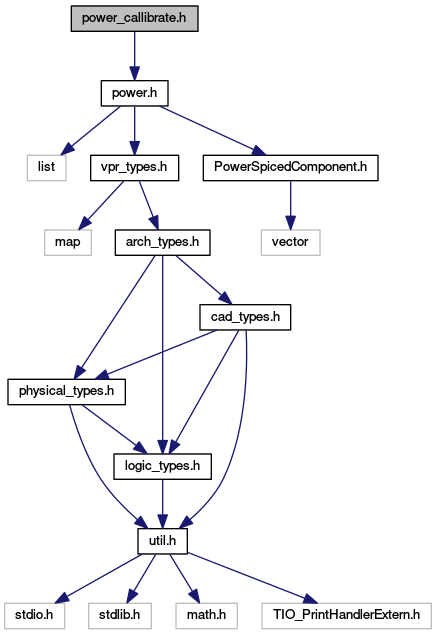 power_callibrate.h
power.h
list
vpr_types.h
PowerSpicedComponent.h
map
arch_types.h
vector
cad_types.h
physical_types.h
logic_types.h
util.h
stdio.h
stdlib.h
math.h
TIO_PrintHandlerExtern.h